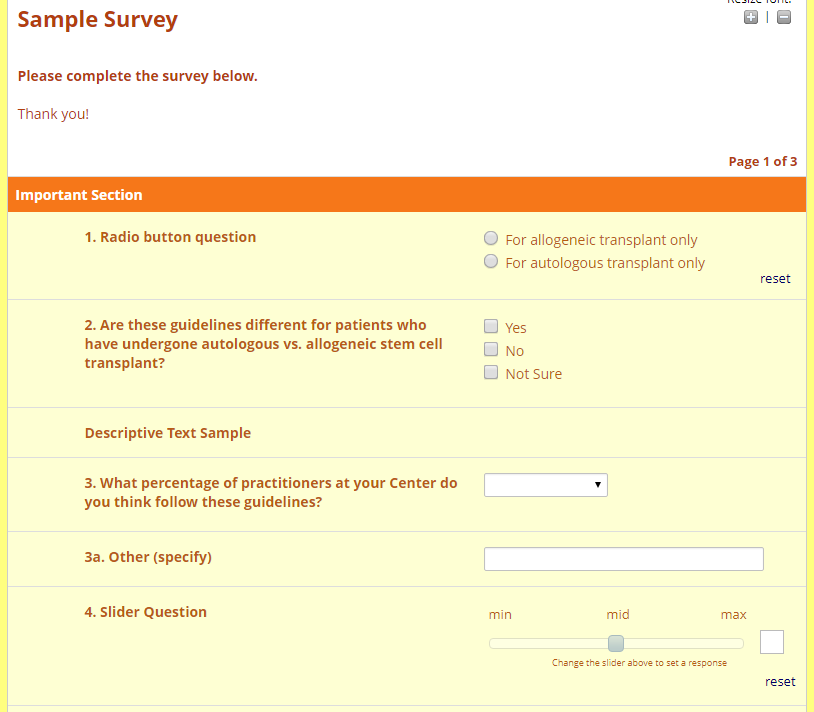 Resize font:
Sample Survey
+ | −
Please complete the survey below.
Thank you!
Page 1 of 3
Important Section
1. Radio button question
For allogeneic transplant only
For autologous transplant only
reset
2. Are these guidelines different for patients who
have undergone autologous vs. allogeneic stem cell
transplant?
Yes
No
Not Sure
Descriptive Text Sample
3. What percentage of practitioners at your Center do
you think follow these guidelines?
3a. Other (specify)
4. Slider Question
min mid max
Change the slider above to set a response
reset